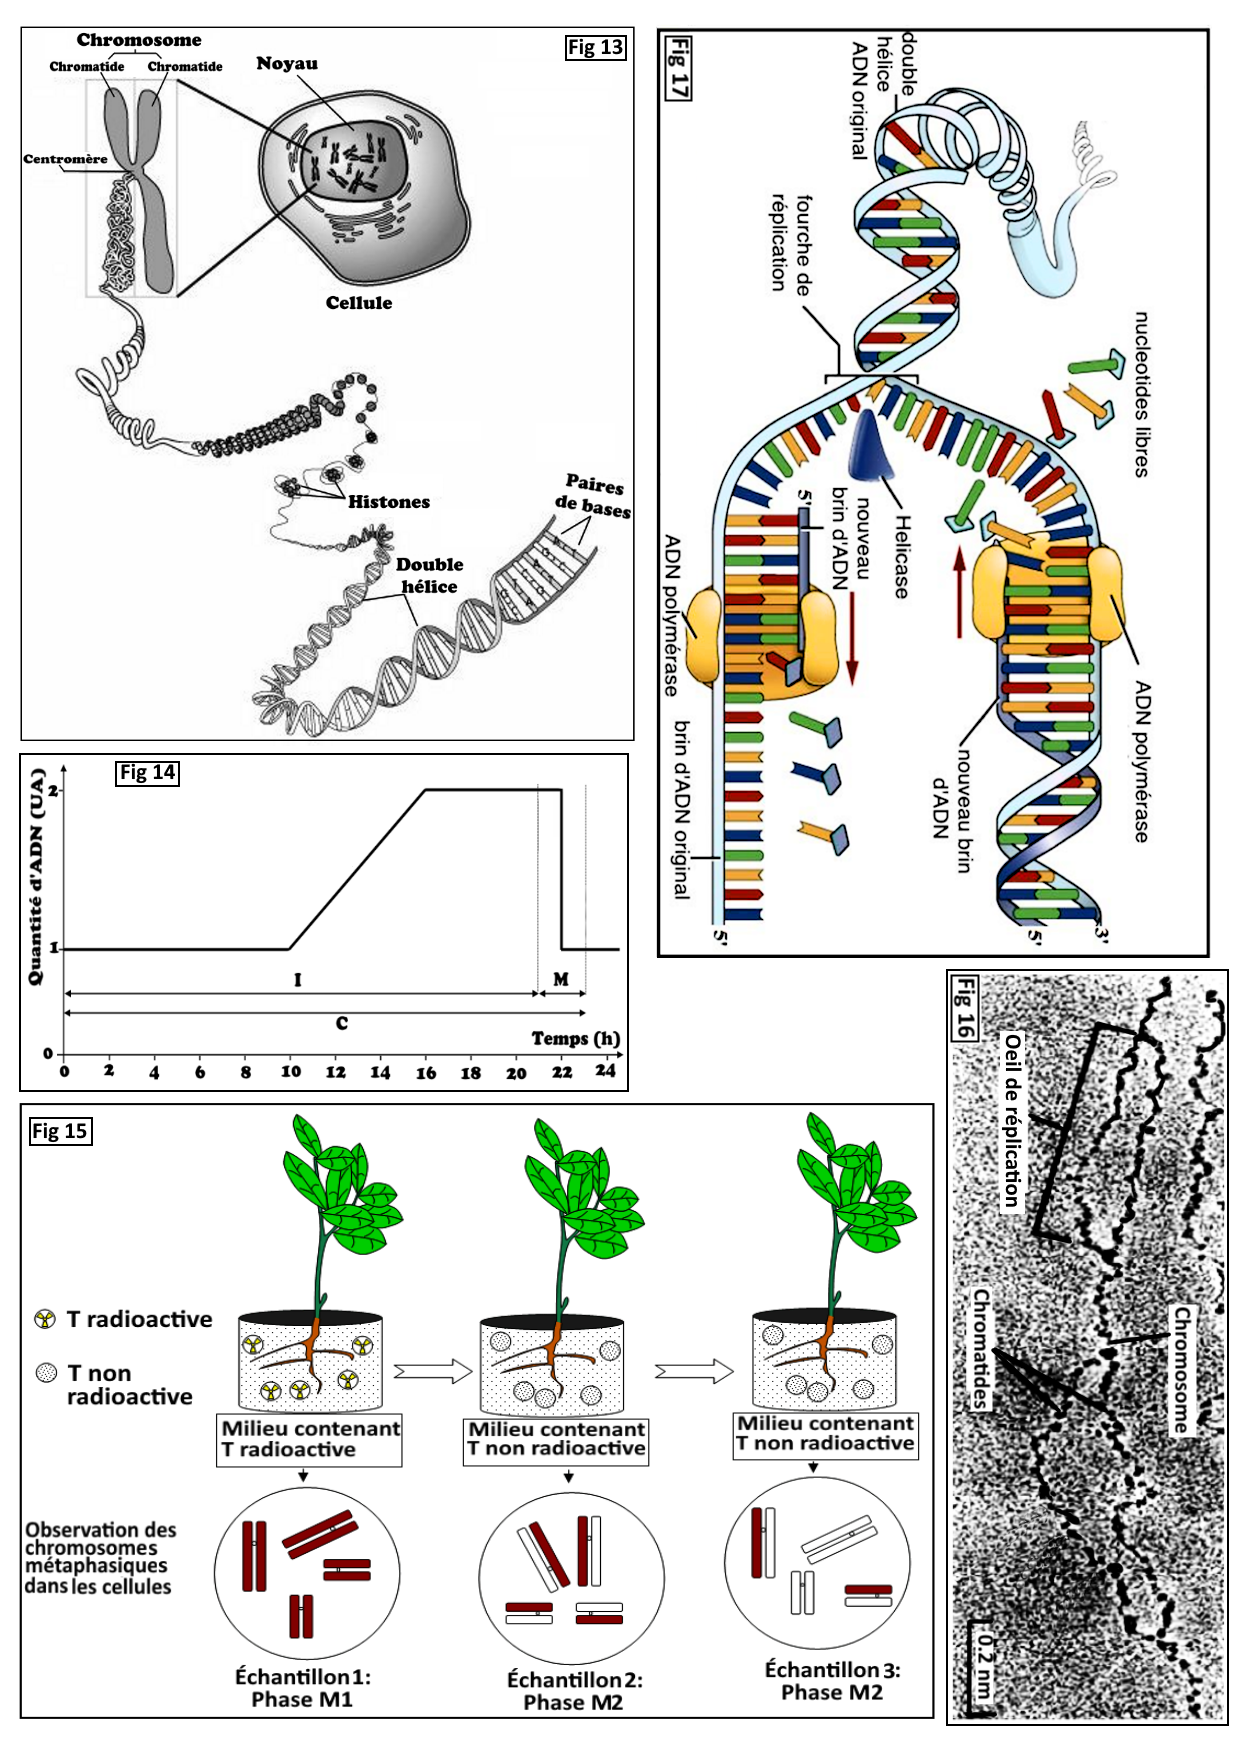 Fig 13
Chromosome
Chromatide
Chromatide
Noyau
Centromère
Cellule
Histones
Paires
de bases
Double
hélice
Fig 17
double
hélice
ADN original
fourche de
réplication
nucleotides libres
Helicase
nouveau
brin d'ADN
5'
ADN polymérase
ADN polymérase
brin d'ADN original
nouveau brin
d'ADN
5'
5'
3'
Fig 14
Quantité d'ADN (UA)
2
1
0
I
M
C
Temps (h)
0 2 4 6 8 10 12 14 16 18 20 22 24
Fig 16
Oeil de réplication
Chromosome
Chromatides
0.2 nm
Fig 15
T radioactive
T non
radioactive
Milieu contenant
T radioactive
Milieu contenant
T non radioactive
Milieu contenant
T non radioactive
Observation des
chromosomes
métaphasiques
dans les cellules
Échantillon 1:
Phase M1
Échantillon 2:
Phase M2
Échantillon 3:
Phase M2